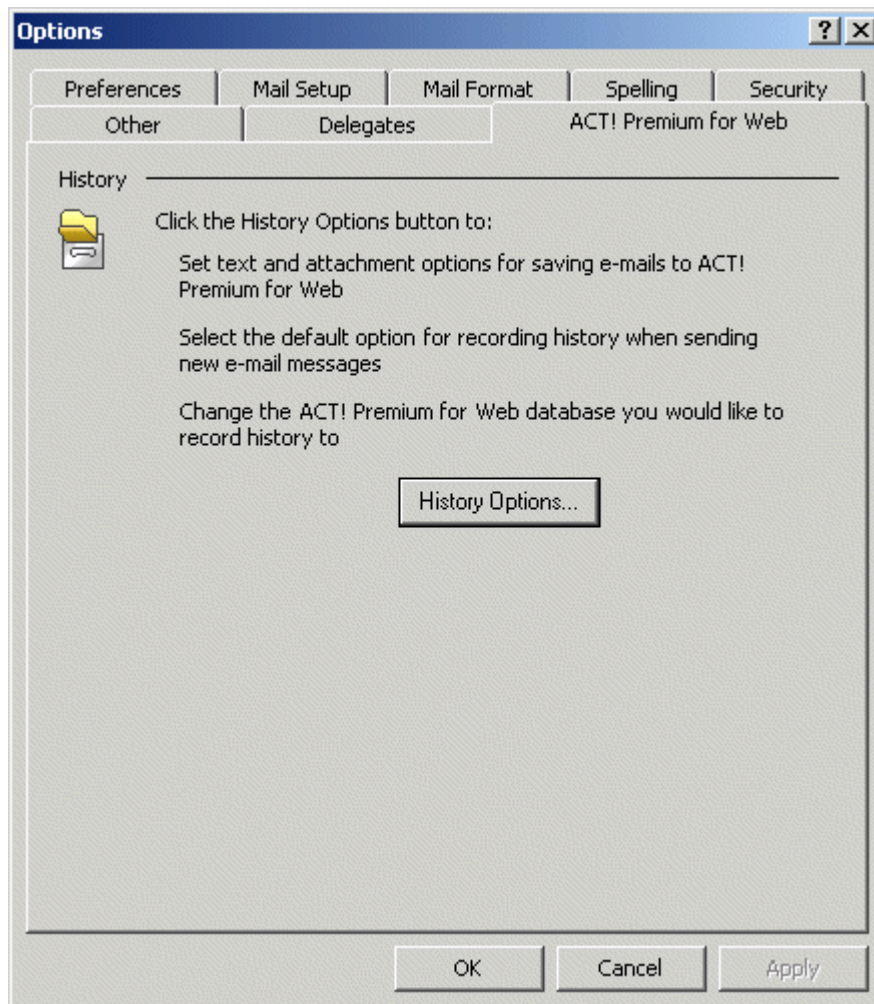 Options
Preferences Mail Setup Mail Format Spelling Security
Other Delegates ACT! Premium for Web
History
Click the History Options button to:
Set text and attachment options for saving e-mails to ACT!
Premium for Web
Select the default option for recording history when sending
new e-mail messages
Change the ACT! Premium for Web database you would like to
record history to
History Options...
OK Cancel Apply